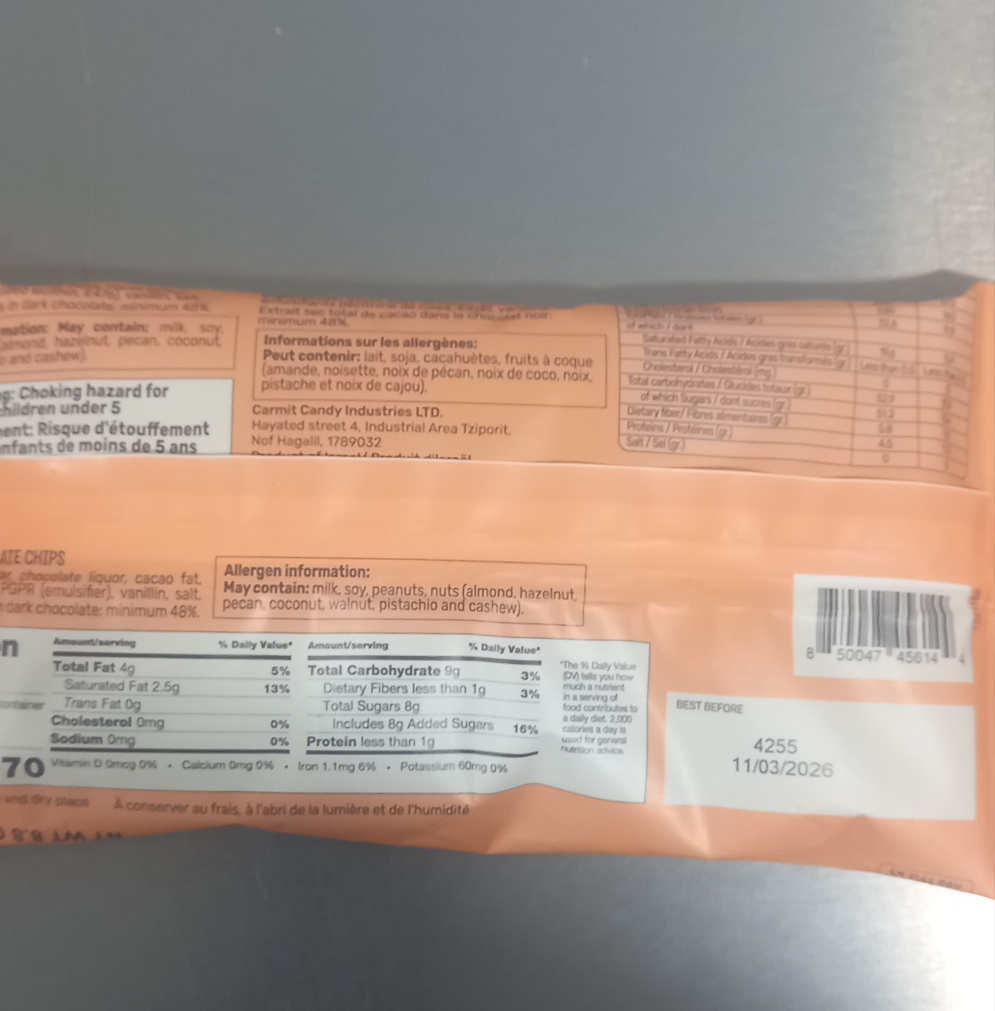 in dark chocolate: minimum 48%
May contain: milk, soy,
almond, hazelnut, pecan, coconut,
and cashew).
Choking hazard for
children under 5
Risque d'étouffement
enfants de moins de 5 ans
Extrait sec total de cacao dans le chocolat noir:
minimum 48%
Informations sur les allergènes:
Peut contenir: lait, soja, cacahuètes, fruits à coque
(amande, noisette, noix de pécan, noix de coco, noix,
pistache et noix de cajou).
Carmit Candy Industries LTD.
Hayated street 4, Industrial Area Tziporit,
Nof Hagalil, 1789032
of which / dont
Saturated Fatty Acids / Acides gras saturés (gr)
Trans Fatty Acids / Acides gras transformés (gr)
Cholesterol / Cholestérol (mg)
Total carbohydrates / Glucides totaux (gr)
of which Sugars / dont sucres (gr)
Dietary fiber/ Fibres alimentaires (gr)
Proteins / Protéines (gr)
4.5
Salt / Sel (gr)
0
ATE CHIPS
chocolate liquor, cacao fat,
PGPR (emulsifier), vanillin, salt.
dark chocolate: minimum 48%.
Allergen information:
May contain: milk, soy, peanuts, nuts (almond, hazelnut,
pecan, coconut, walnut, pistachio and cashew).
Amount/serving % Daily Value*
Total Fat 4g 5%
Saturated Fat 2.5g 13%
Trans Fat 0g
Cholesterol 0mg 0%
Sodium 0mg 0%
Amount/serving % Daily Value*
Total Carbohydrate 9g 3%
Dietary Fibers less than 1g 3%
Total Sugars 8g
Includes 8g Added Sugars 16%
Protein less than 1g
container
70
Vitamin D 0mcg 0% • Calcium 0mg 0% • Iron 1.1mg 6% • Potassium 60mg 0%
*The % Daily Value
(DV) tells you how
much a nutrient
in a serving of
food contributes to
a daily diet. 2,000
calories a day is
used for general
nutrition advice.
8 50047 45614 4
BEST BEFORE
4255
11/03/2026
and dry place À conserver au frais, à l'abri de la lumière et de l'humidité